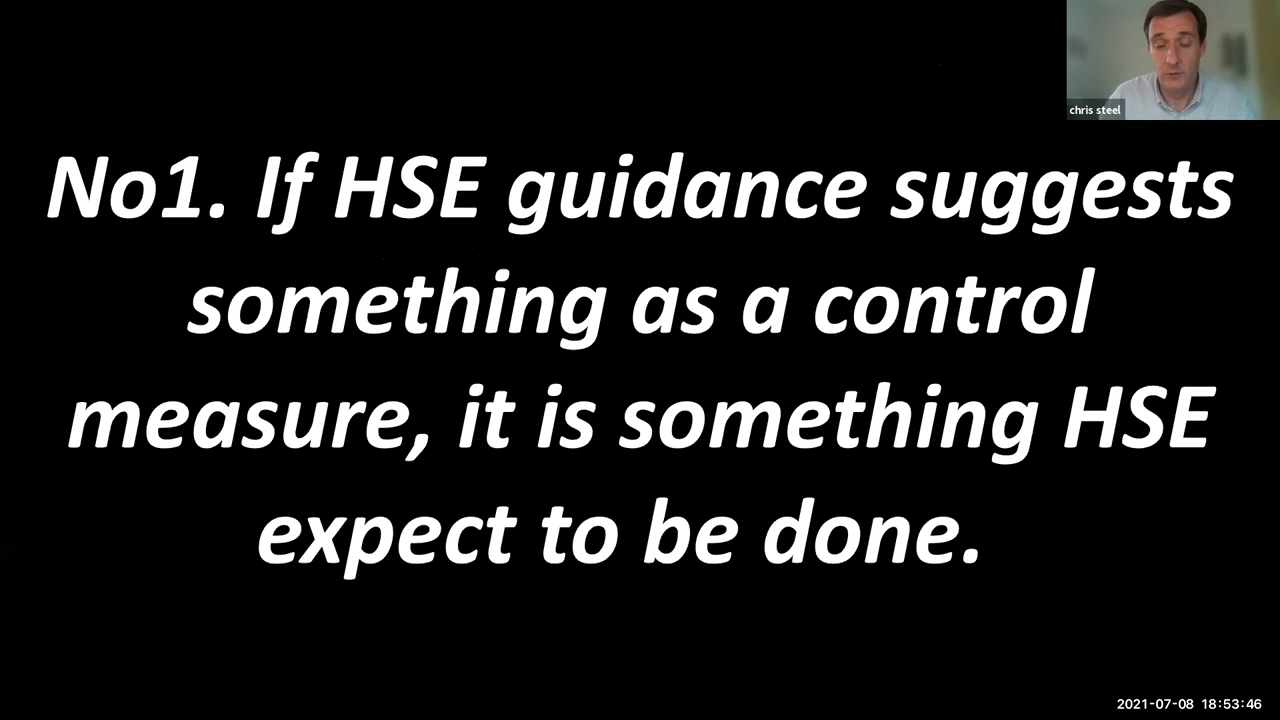 chris steel
No1. If HSE guidance suggests
something as a control
measure, it is something HSE
expect to be done.
2021-07-08 18:53:46